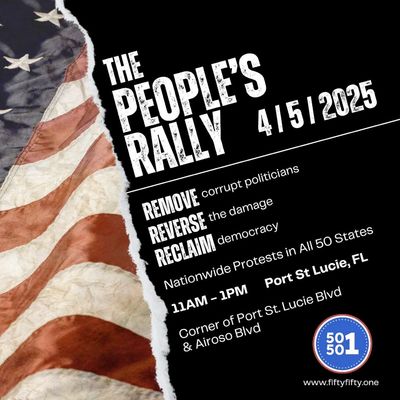 THE
PEOPLE'S
RALLY
4/5/2025
REMOVE corrupt politicians
REVERSE the damage
RECLAIM democracy
Nationwide Protests in All 50 States
11AM - 1PM Port St Lucie, FL
Corner of Port St. Lucie Blvd
& Airoso Blvd
50
50
1
www.fiftyfifty.one